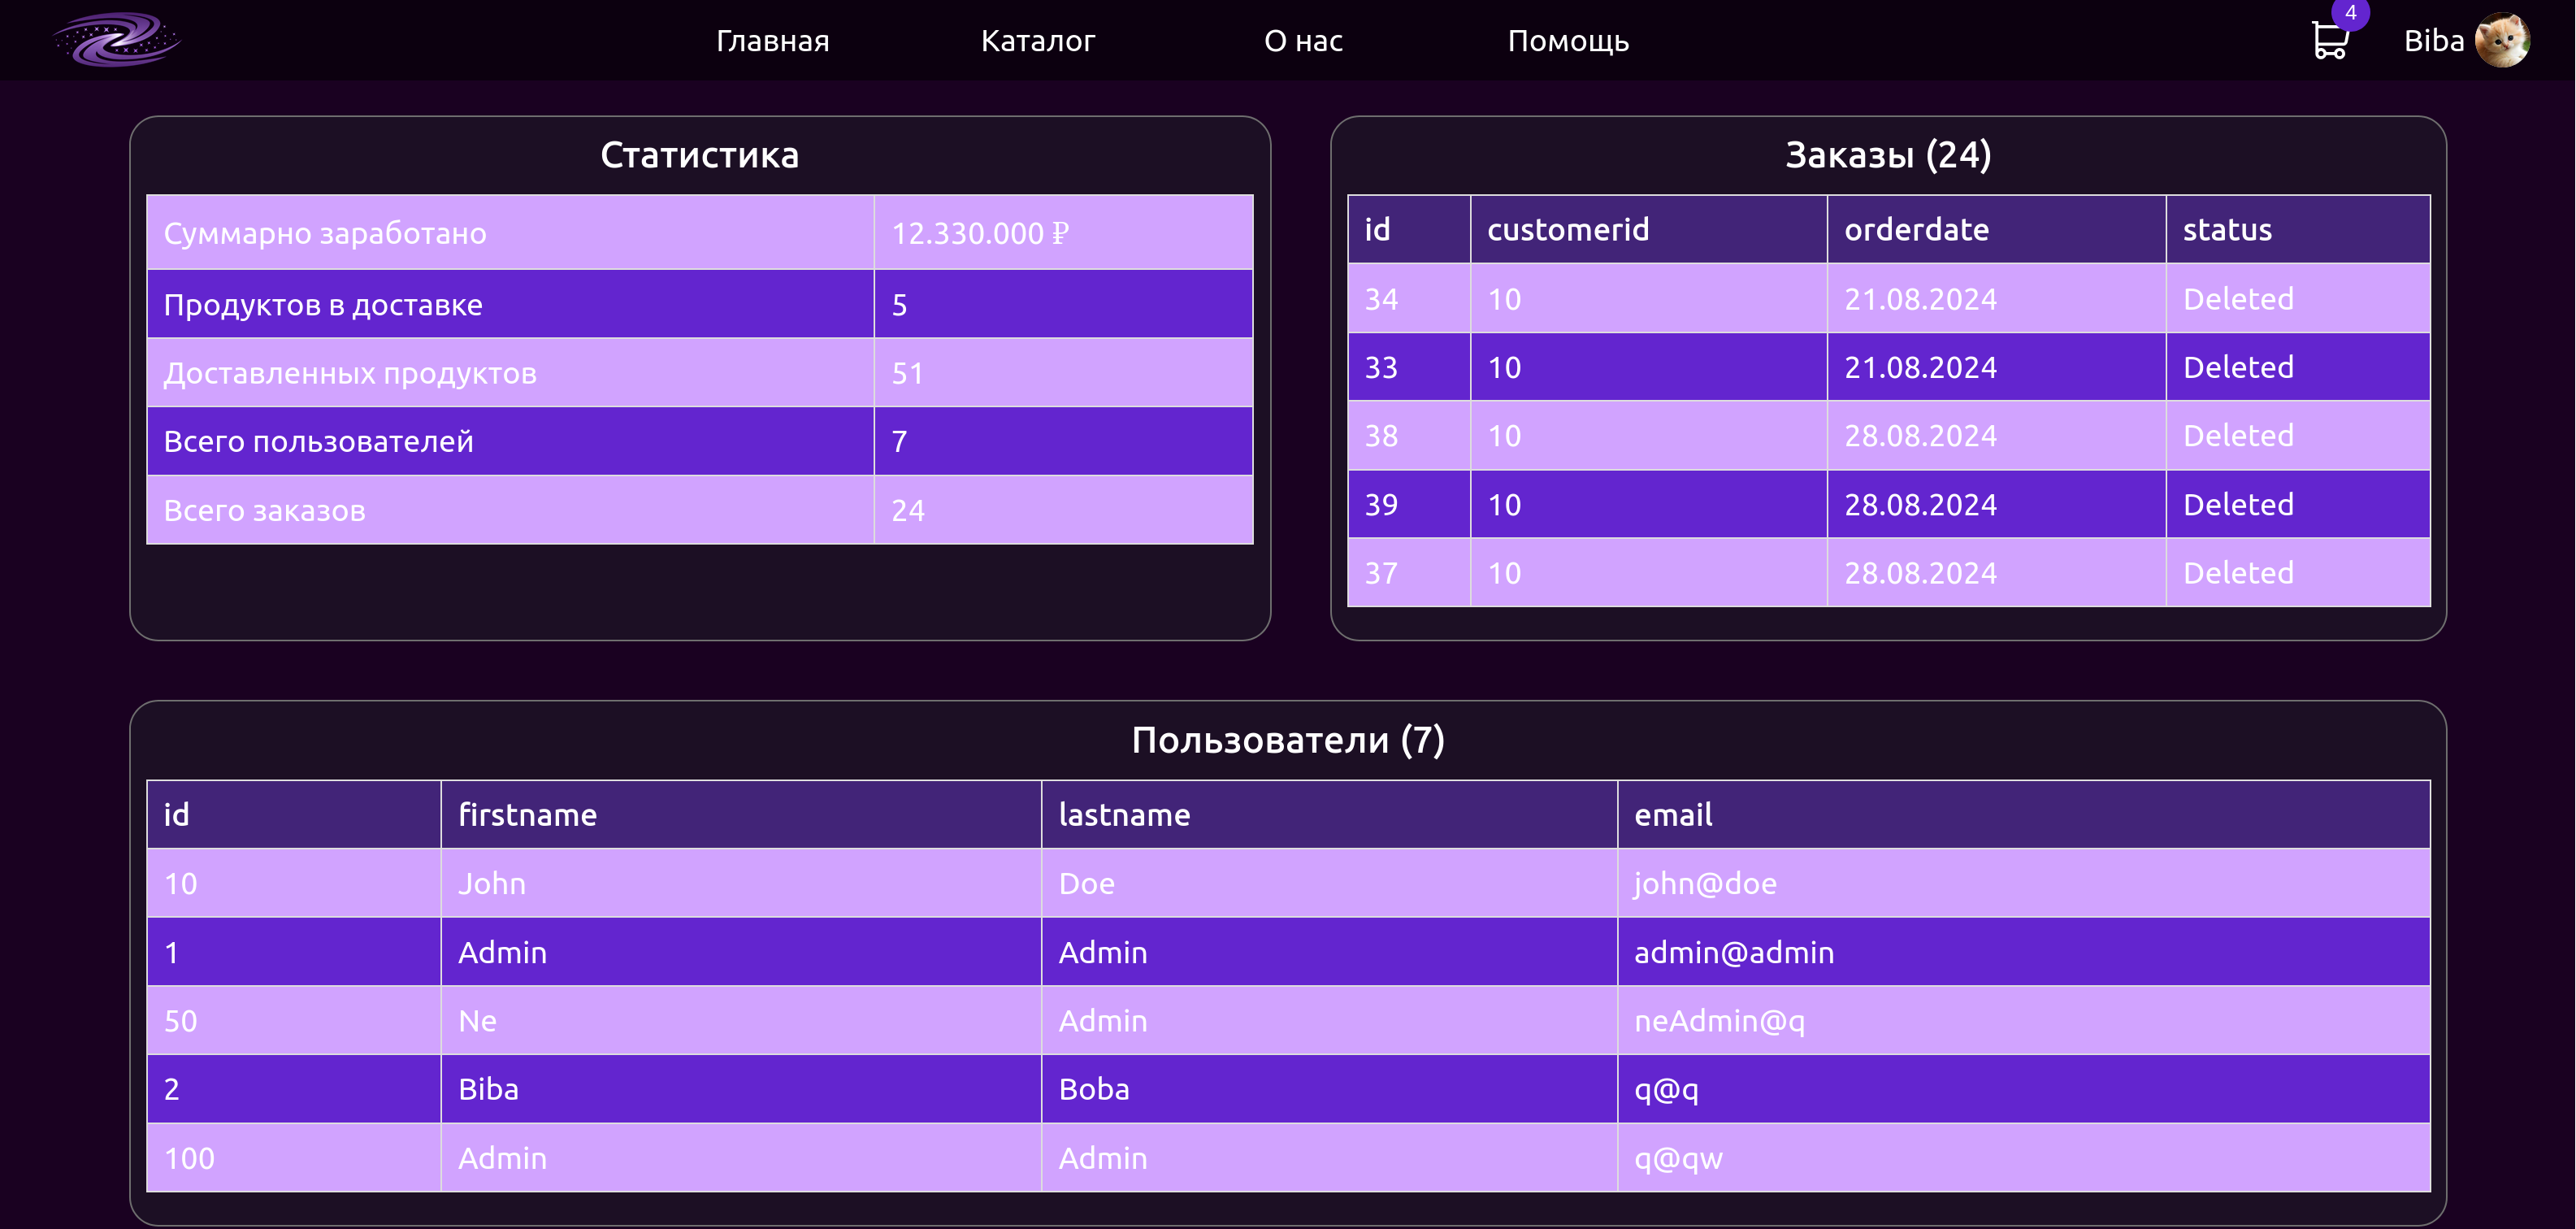 Главная Каталог О нас Помощь 4 Biba
Статистика
Суммарно заработано 12.330.000 ₽
Продуктов в доставке 5
Доставленных продуктов 51
Всего пользователей 7
Всего заказов 24
Заказы (24)
id customerid orderdate status
34 10 21.08.2024 Deleted
33 10 21.08.2024 Deleted
38 10 28.08.2024 Deleted
39 10 28.08.2024 Deleted
37 10 28.08.2024 Deleted
Пользователи (7)
id firstname lastname email
10 John Doe john@doe
1 Admin Admin admin@admin
50 Ne Admin neAdmin@q
2 Biba Boba q@q
100 Admin Admin q@qw